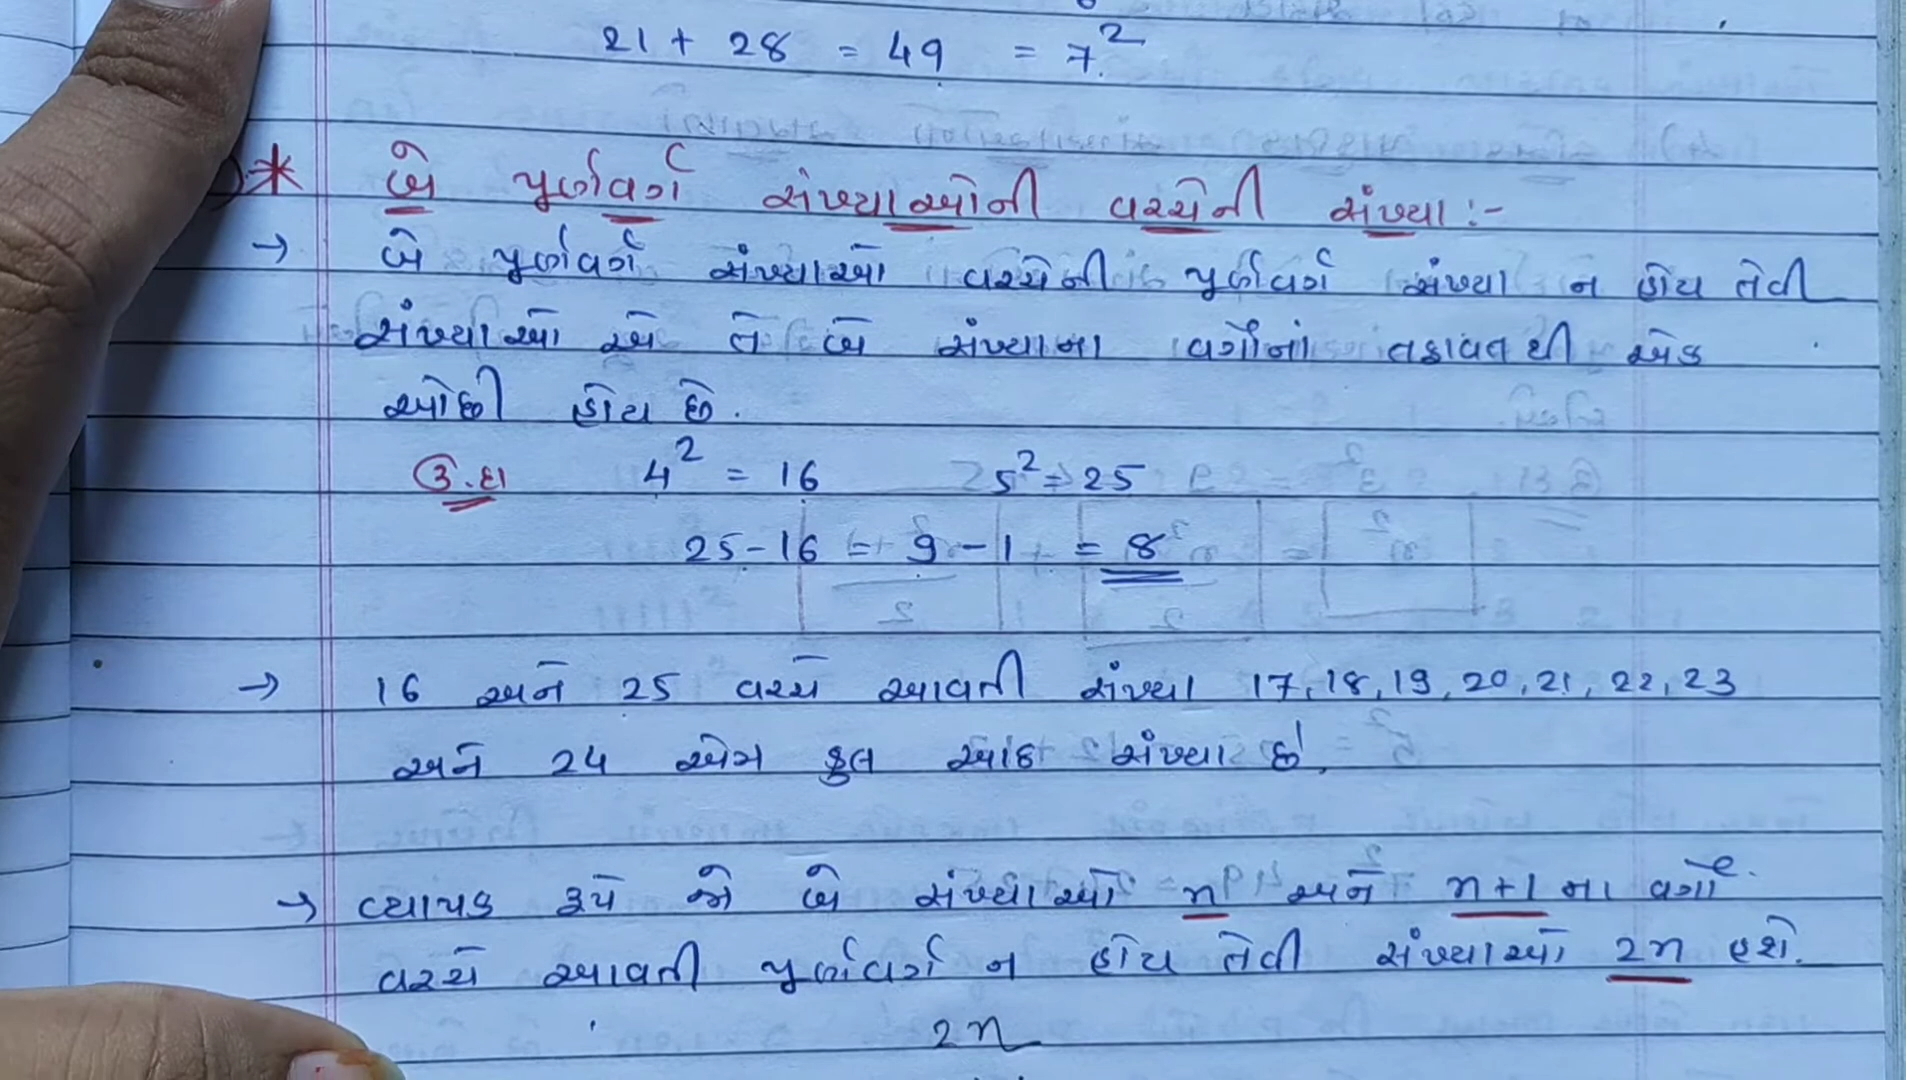 21 + 28 = 49 = 7²
* બે પૂર્ણવર્ગ સંખ્યાઓની વચ્ચેની સંખ્યા :-
→ બે પૂર્ણવર્ગ સંખ્યાઓ વચ્ચેની પૂર્ણવર્ગ સંખ્યા ન હોય તેવી
સંખ્યાઓ એ તે બે સંખ્યાના વર્ગોનાં તફાવતથી એક
ઓછી હોય છે.
ઉ.દા 4² = 16 5² = 25
25 - 16 = 9 - 1 = 8
→ 16 અને 25 વચ્ચે આવતી સંખ્યા 17, 18, 19, 20, 21, 22, 23
અને 24 એમ કુલ આઠ સંખ્યા છે.
→ વ્યાપક રૂપે જો બે સંખ્યાઓ n અને n+1 ના વર્ગો
વચ્ચે આવતી પૂર્ણવર્ગ ન હોય તેવી સંખ્યાઓ 2n હશે.
2n